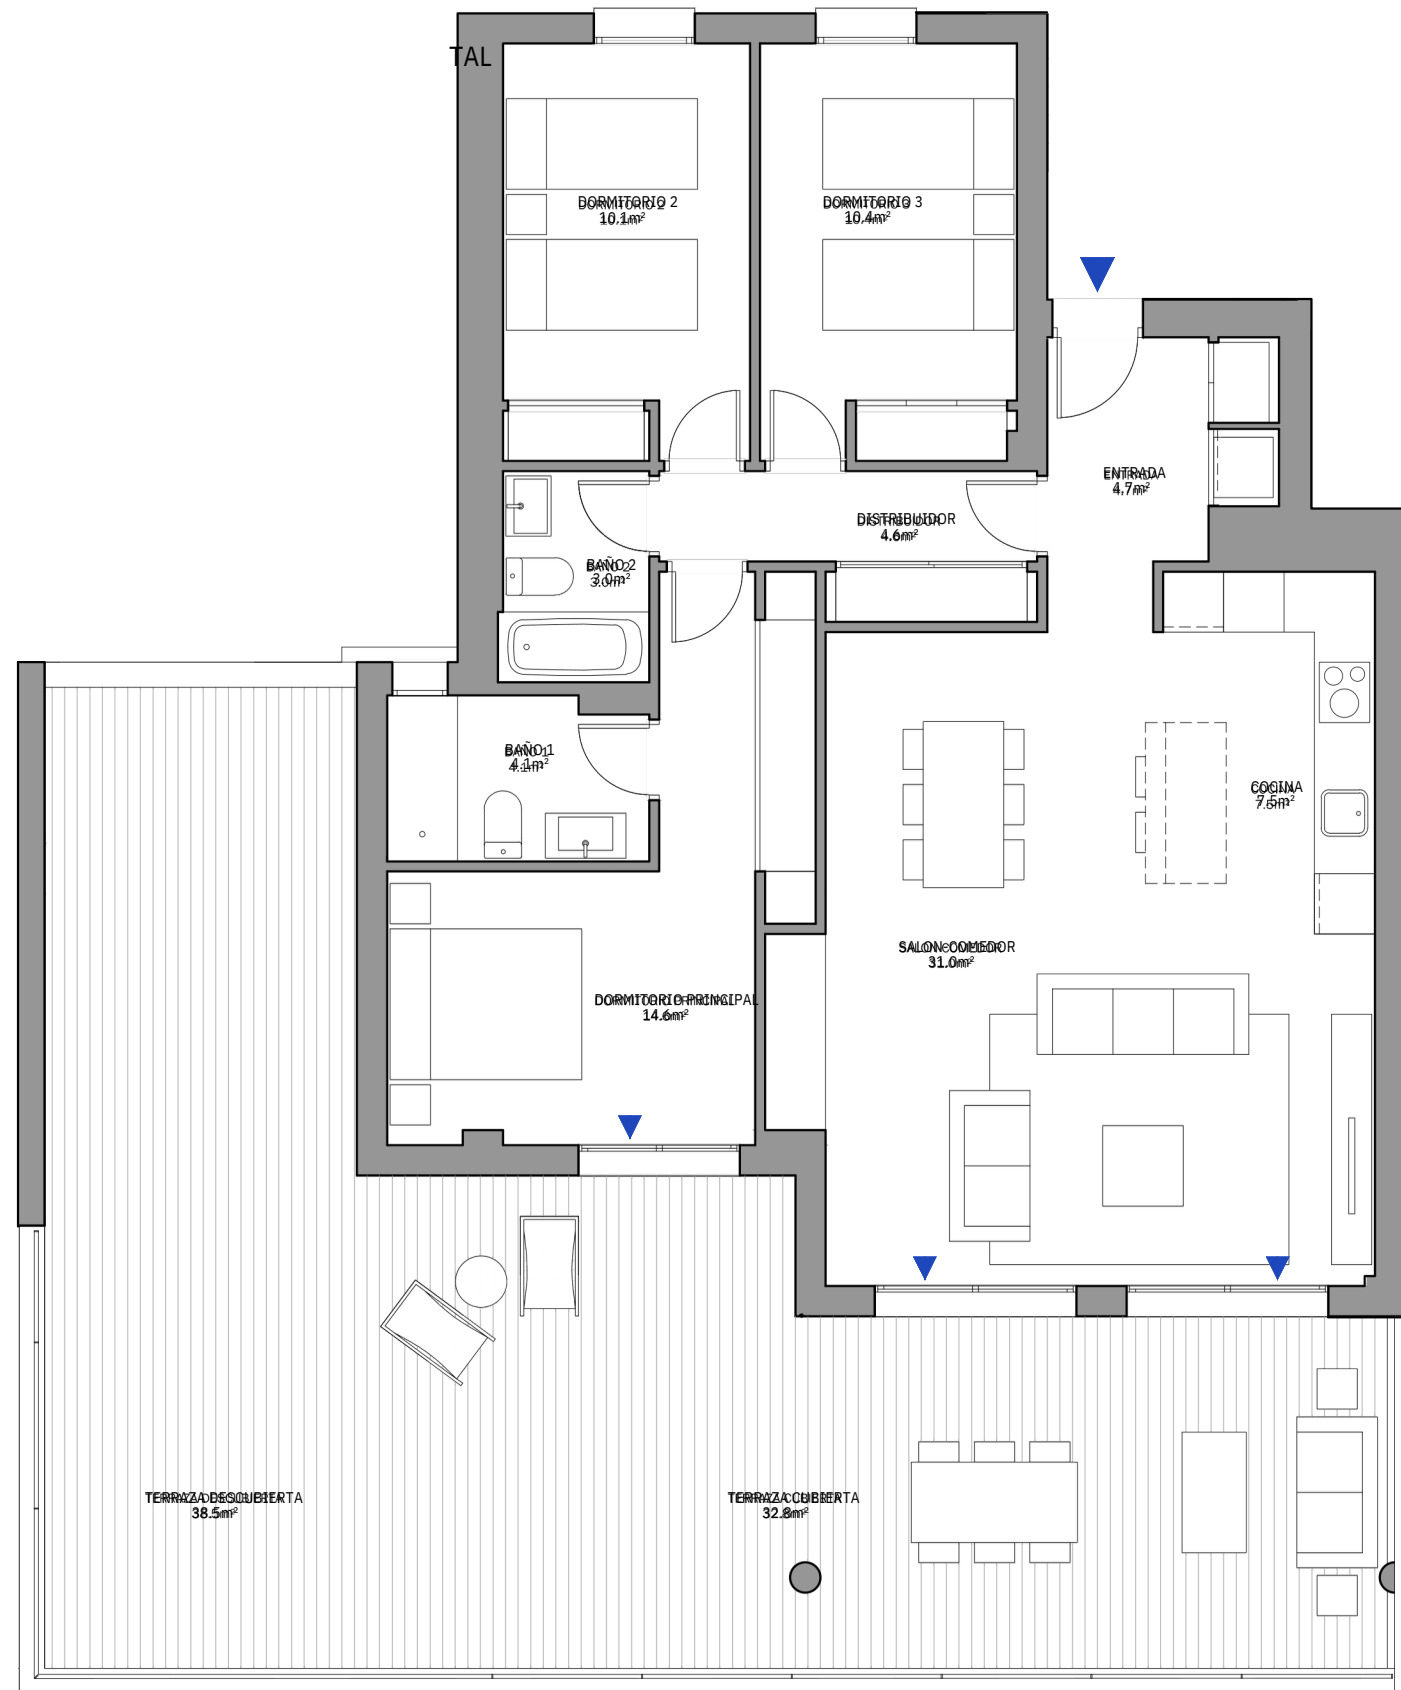 TAL
DORMITORIO 2
10.1m²
DORMITORIO 3
10.4m²
ENTRADA
4.7m²
DISTRIBUIDOR
4.6m²
BAÑO 2
3.0m²
BAÑO 1
4.1m²
COCINA
7.5m²
SALON-COMEDOR
31.0m²
DORMITORIO PRINCIPAL
14.6m²
TERRAZA DESCUBIERTA
38.5m²
TERRAZA CUBIERTA
32.8m²